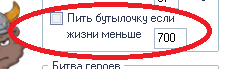 Пить бутылочку если
жизни меньше 700
Битва героев